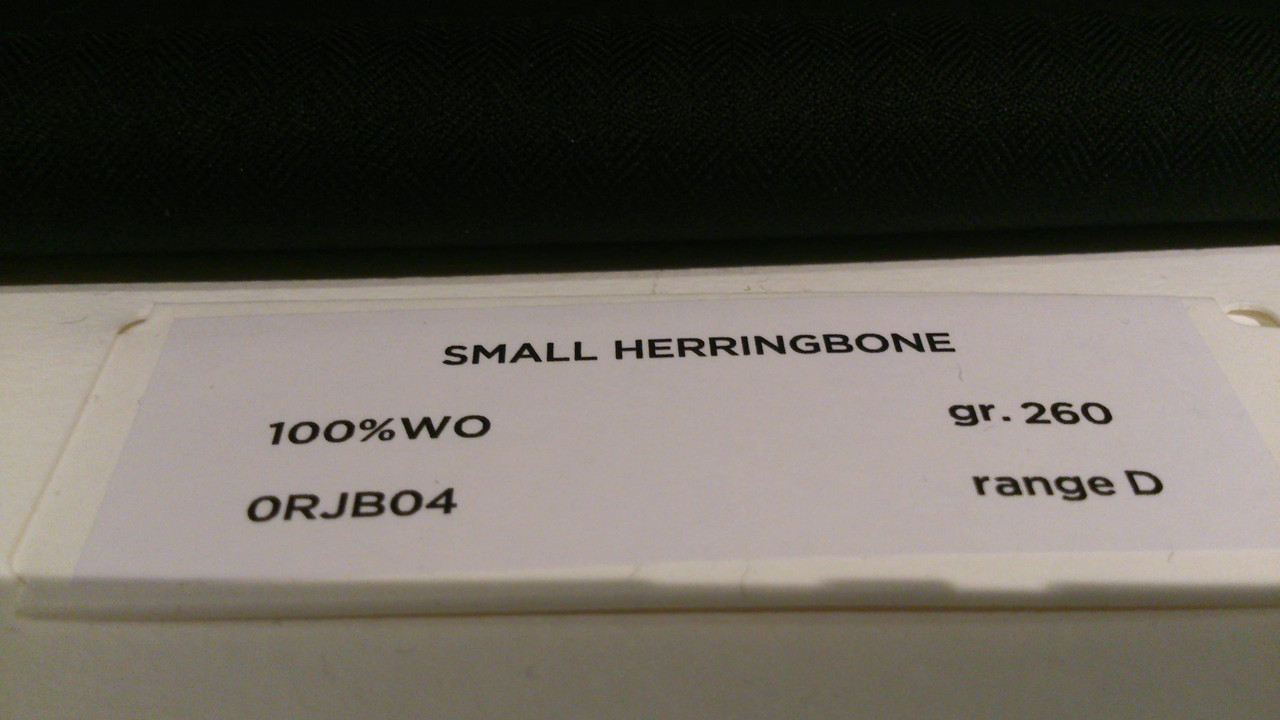 SMALL HERRINGBONE
100%WO gr. 260
0RJB04 range D